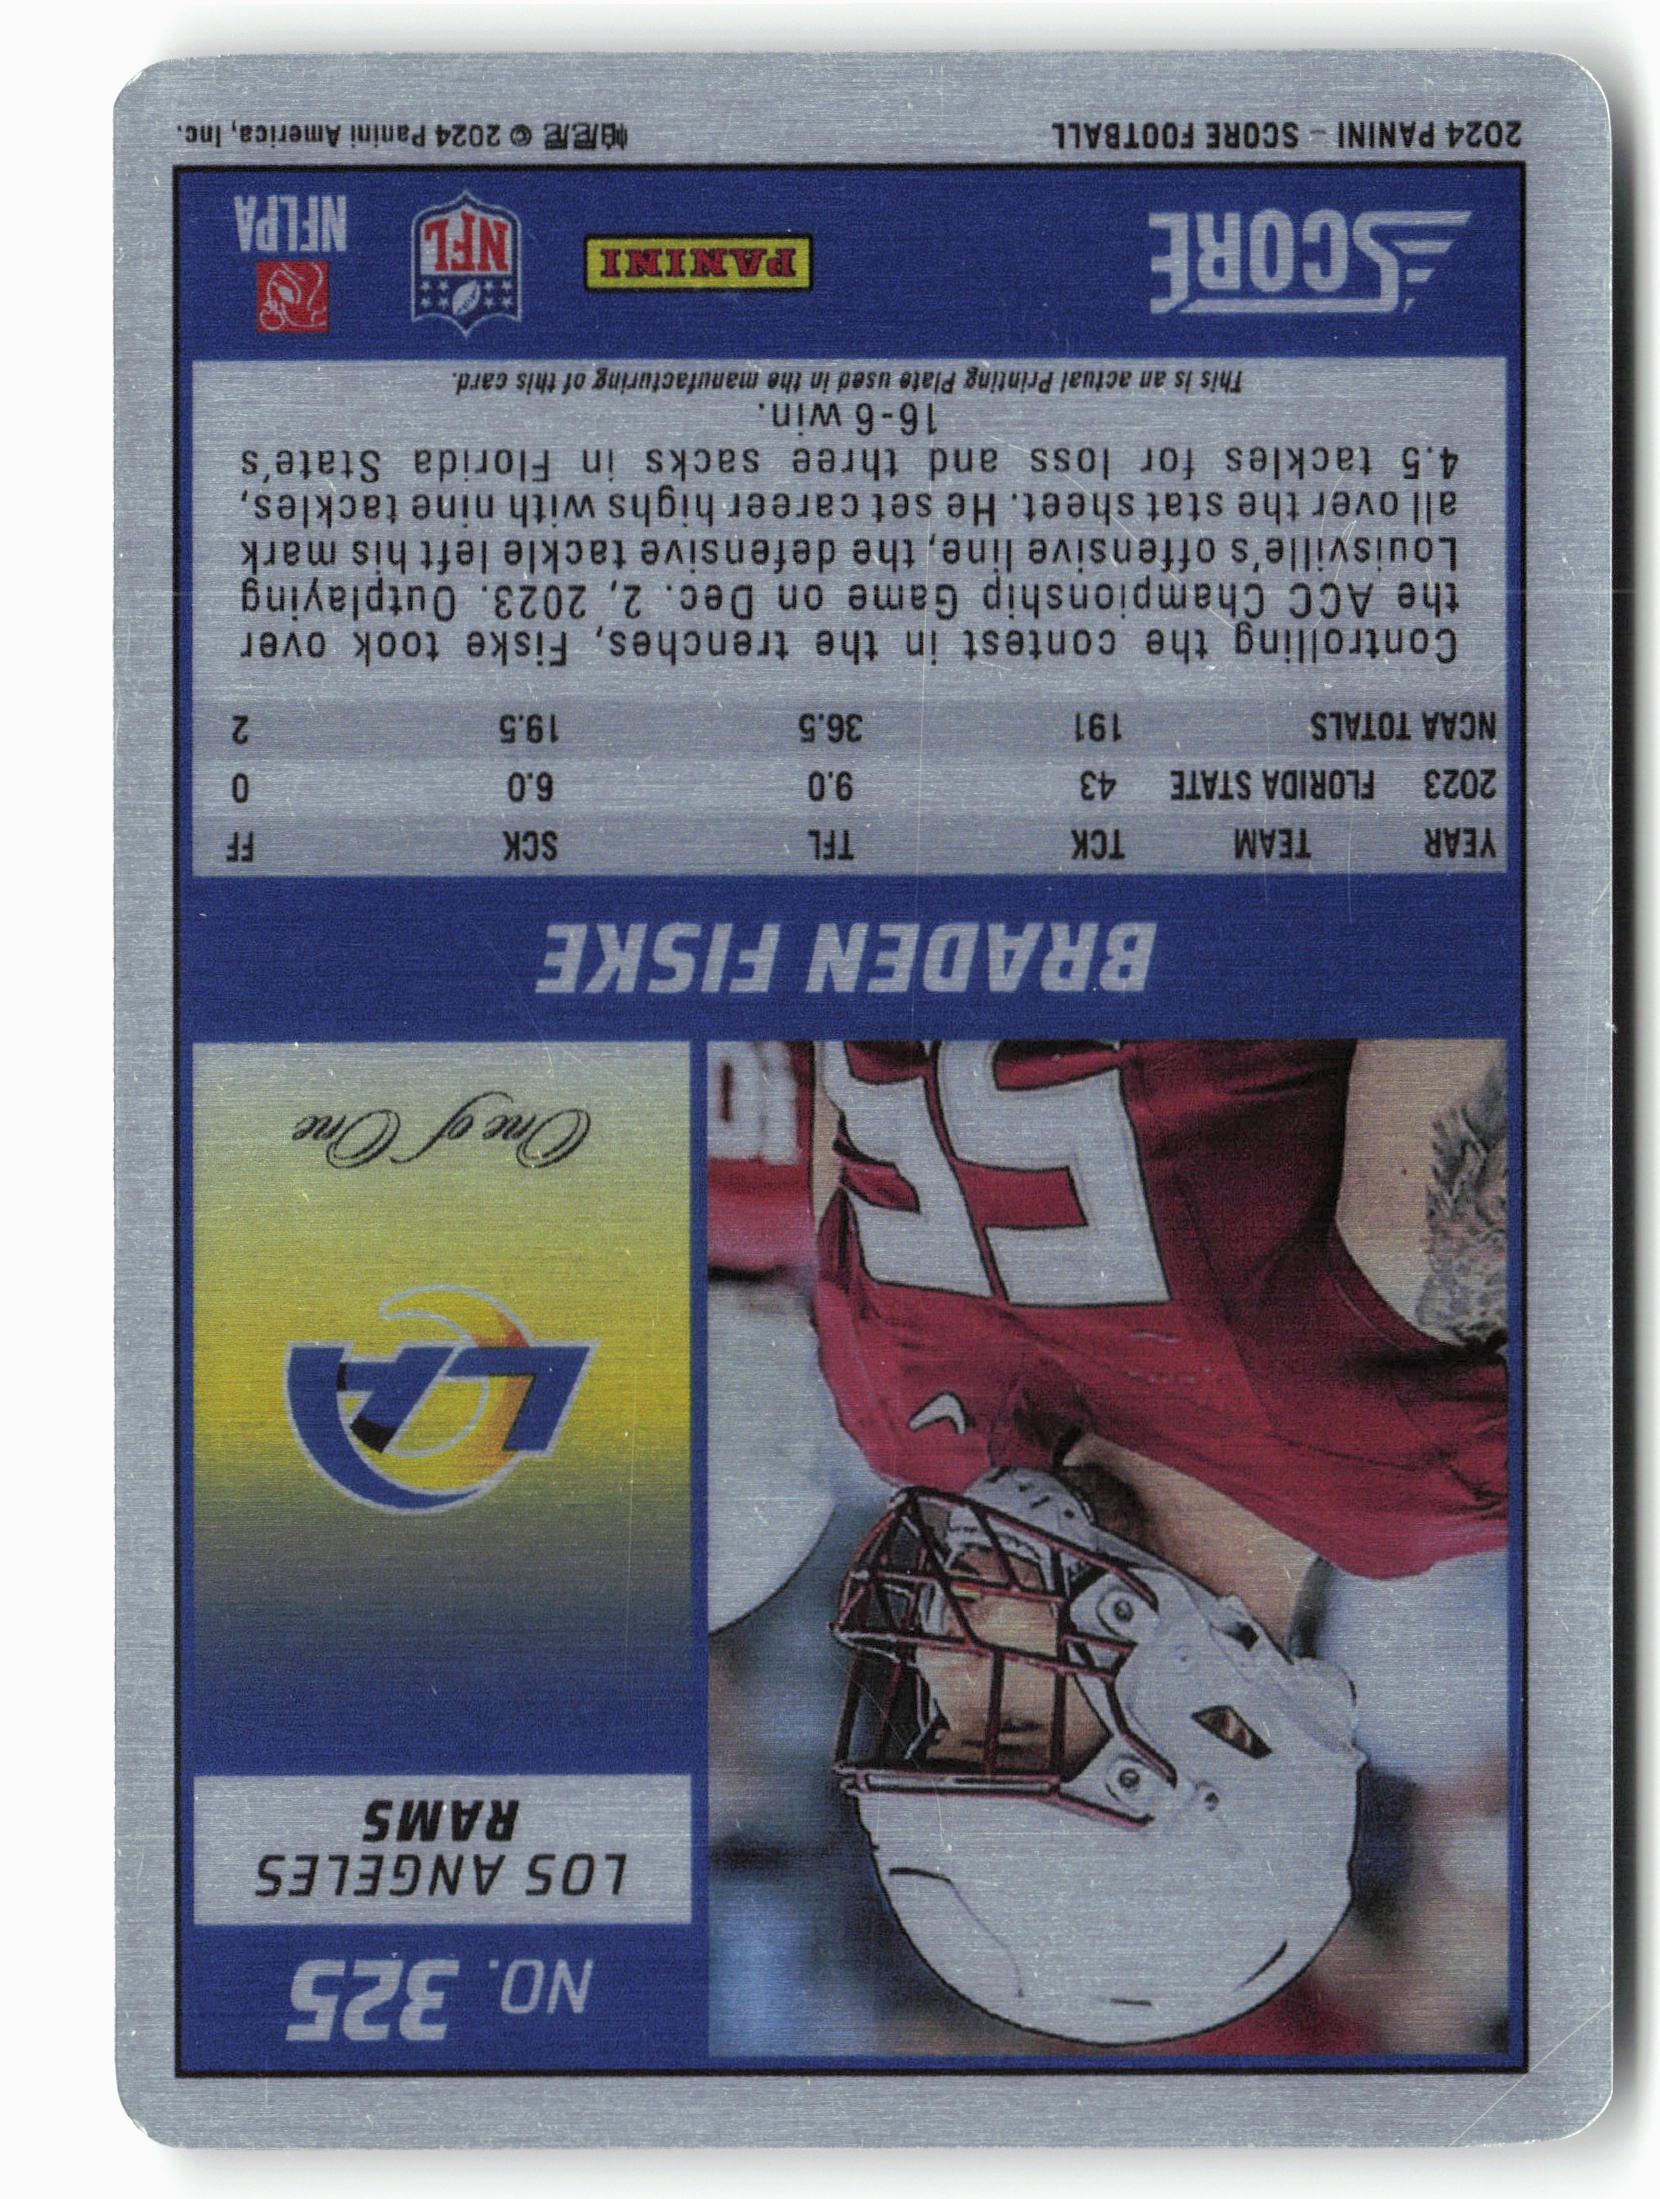 NO. 325
LOS ANGELES
RAMS
LA
One of One
55
BRADEN FISKE
YEAR TEAM TCK TFL SCK FF
2023 FLORIDA STATE 43 9.0 6.0 0
NCAA TOTALS 191 36.5 19.5 2
Controlling the contest in the trenches, Fiske took over
the ACC Championship Game on Dec. 2, 2023. Outplaying
Louisville's offensive line, the defensive tackle left his mark
all over the stat sheet. He set career highs with nine tackles,
4.5 tackles for loss and three sacks in Florida State's
16-6 win.
This is an actual Printing Plate used in the manufacturing of this card.
SCORE
PANINI
NFL
NFLPA
2024 PANINI - SCORE FOOTBALL
帕尼尼 © 2024 Panini America, Inc.